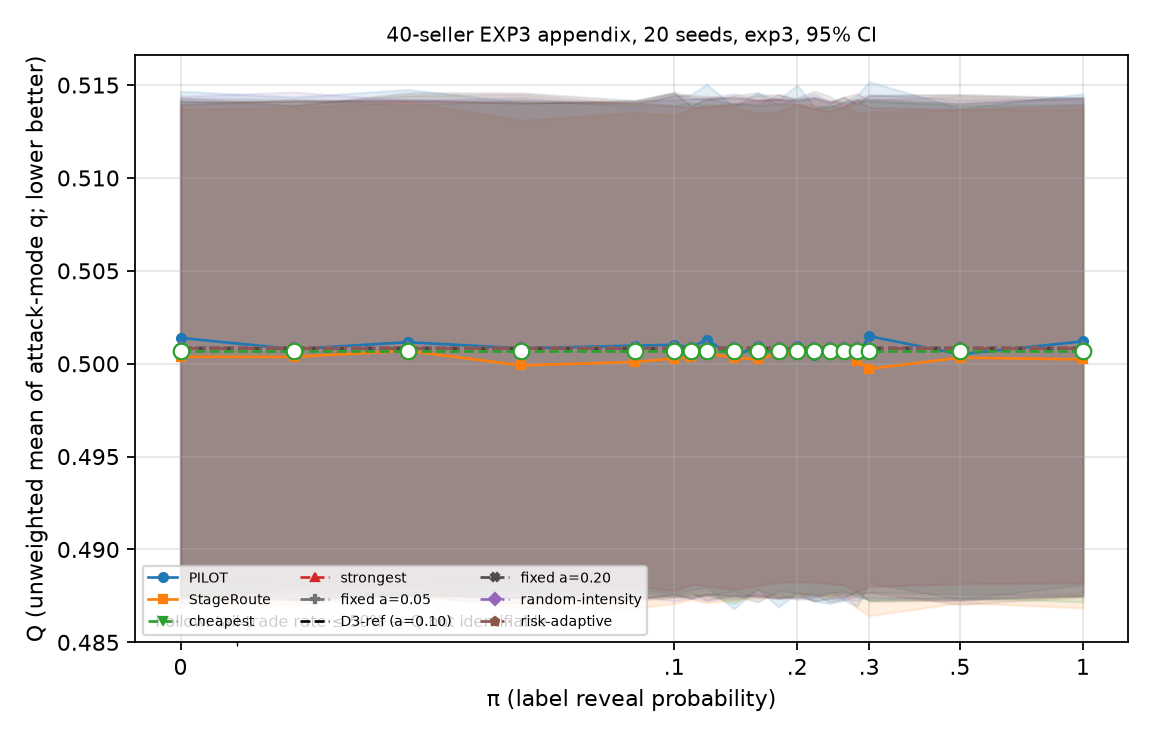 40-seller EXP3 appendix, 20 seeds, exp3, 95% CI
Q (unweighted mean of attack-mode q; lower better)
0.515
0.510
0.505
0.500
0.495
0.490
0.485
PILOT
StageRoute
cheapest
strongest
fixed a=0.05
D3-ref (a=0.10)
fixed a=0.20
random-intensity
risk-adaptive
0 .1 .2 .3 .5 1
π (label reveal probability)